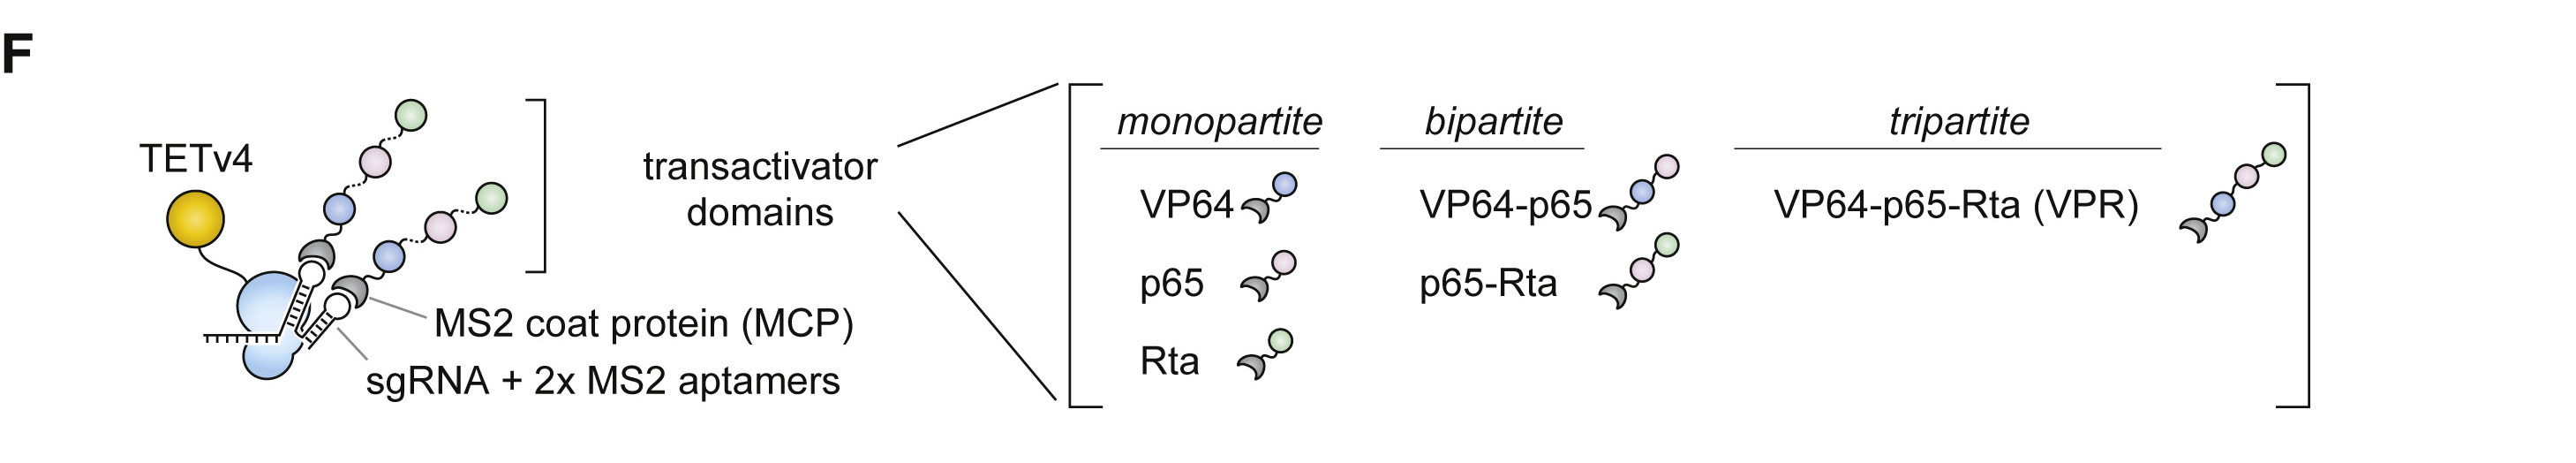 F
TETv4
MS2 coat protein (MCP)
sgRNA + 2x MS2 aptamers
transactivator
domains
monopartite
VP64
p65
Rta
bipartite
VP64-p65
p65-Rta
tripartite
VP64-p65-Rta (VPR)